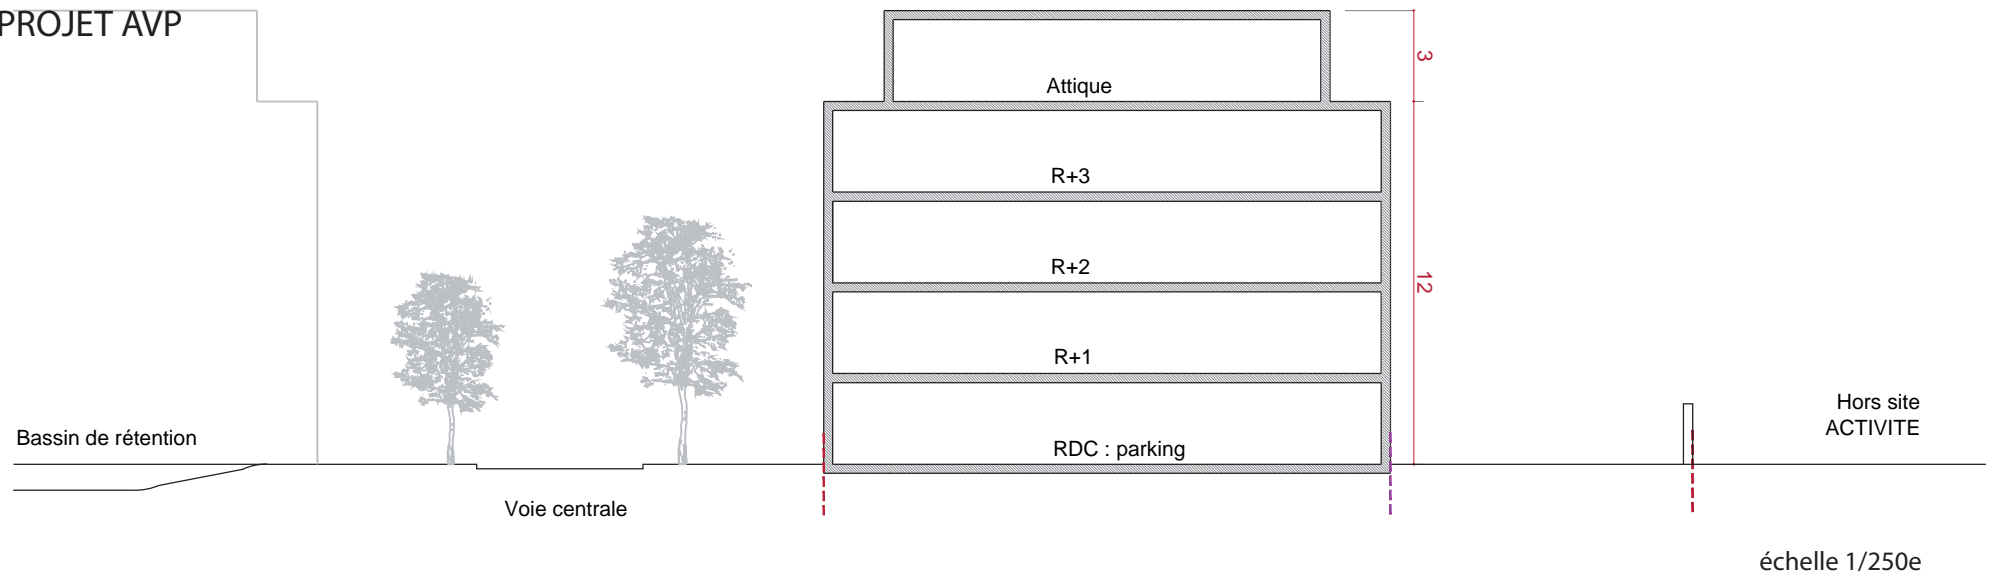 PROJET AVP
Attique
3
R+3
R+2
12
R+1
Hors site
ACTIVITE
Bassin de rétention
RDC : parking
Voie centrale
échelle 1/250e